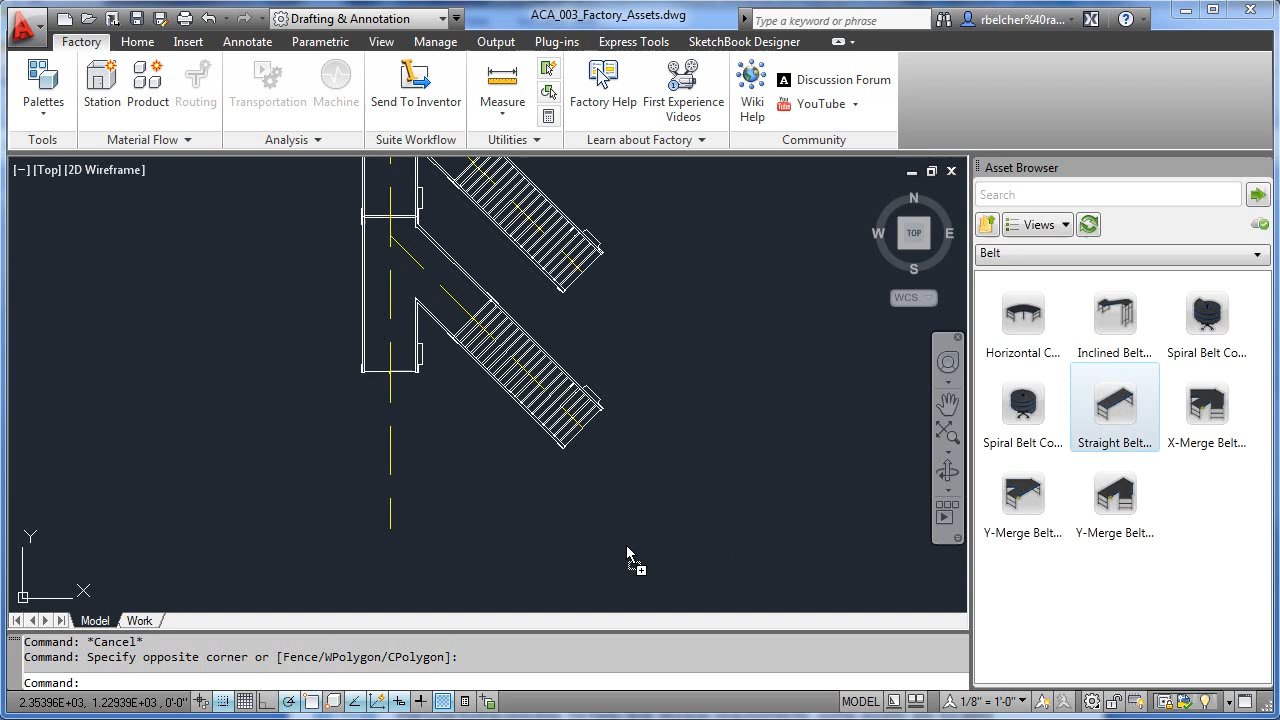 Drafting & Annotation
ACA_003_Factory_Assets.dwg
Type a keyword or phrase
rbelcher%40ra...
Factory Home Insert Annotate Parametric View Manage Output Plug-ins Express Tools SketchBook Designer
Palettes
Station
Product
Routing
Transportation
Machine
Send To Inventor
Measure
Factory Help
First Experience
Videos
Wiki
Help
Discussion Forum
You
Tube
YouTube
Tools
Material Flow
Analysis
Suite Workflow
Utilities
Learn about Factory
Community
[−] [Top] [2D Wireframe]
N
W
TOP
E
S
WCS
Y
X
Asset Browser
Search
Views
Belt
Horizontal C...
Inclined Belt...
Spiral Belt Co...
Spiral Belt Co...
Straight Belt...
X-Merge Belt...
Y-Merge Belt...
Y-Merge Belt...
Model
Work
Command: *Cancel*
Command: Specify opposite corner or [Fence/WPolygon/CPolygon]:
Command:
2.35396E+03, 1.22939E+03, 0'-0"
MODEL
1/8" = 1'-0"